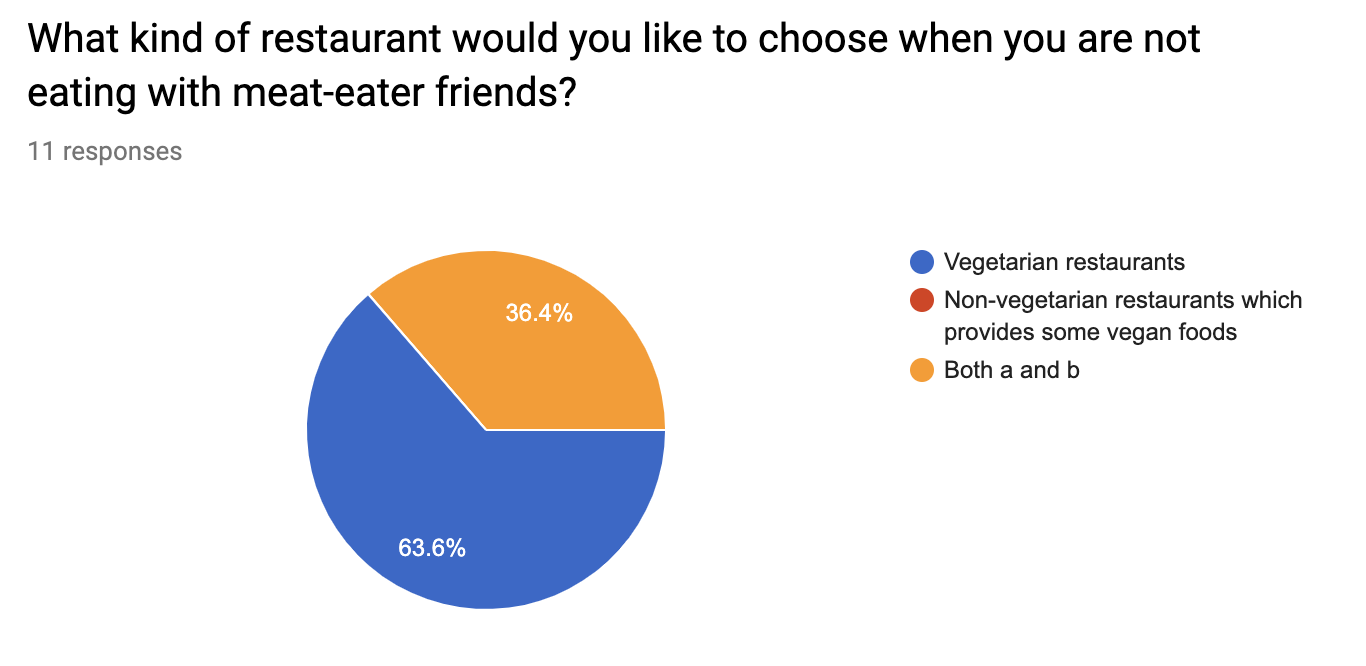 What kind of restaurant would you like to choose when you are not
eating with meat-eater friends?
11 responses
36.4%
63.6%
Vegetarian restaurants
Non-vegetarian restaurants which
provides some vegan foods
Both a and b